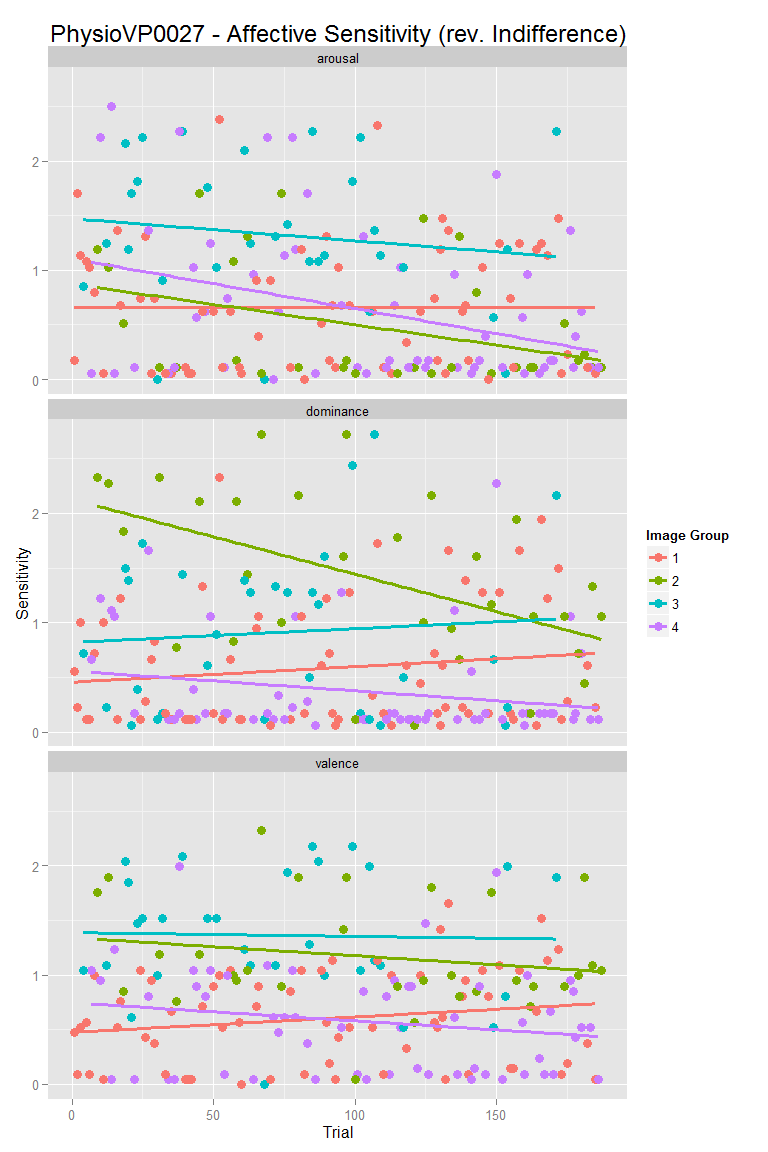 PhysioVP0027 - Affective Sensitivity (rev. Indifference)
arousal
2
1
0
dominance
2
1
0
Sensitivity
valence
2
1
0
0 50 100 150
Trial
Image Group
1
2
3
4